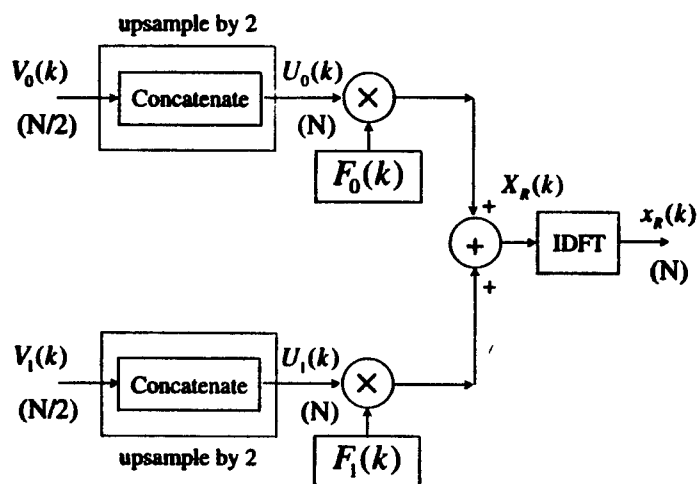 upsample by 2
V₀(k)
(N/2)
Concatenate
U₀(k)
(N)
×
F₀(k)
+
+
+
X_R(k)
IDFT
x_R(k)
(N)
V₁(k)
(N/2)
Concatenate
U₁(k)
(N)
×
F₁(k)
upsample by 2